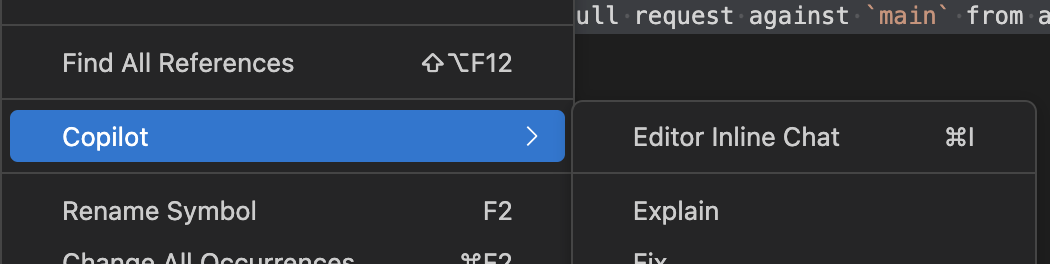 ull request against `main` from a
Find All References ⇧⌥F12
Copilot >
Editor Inline Chat ⌘I
Rename Symbol F2
Explain
Change All Occurrences ⌘F2
Fix